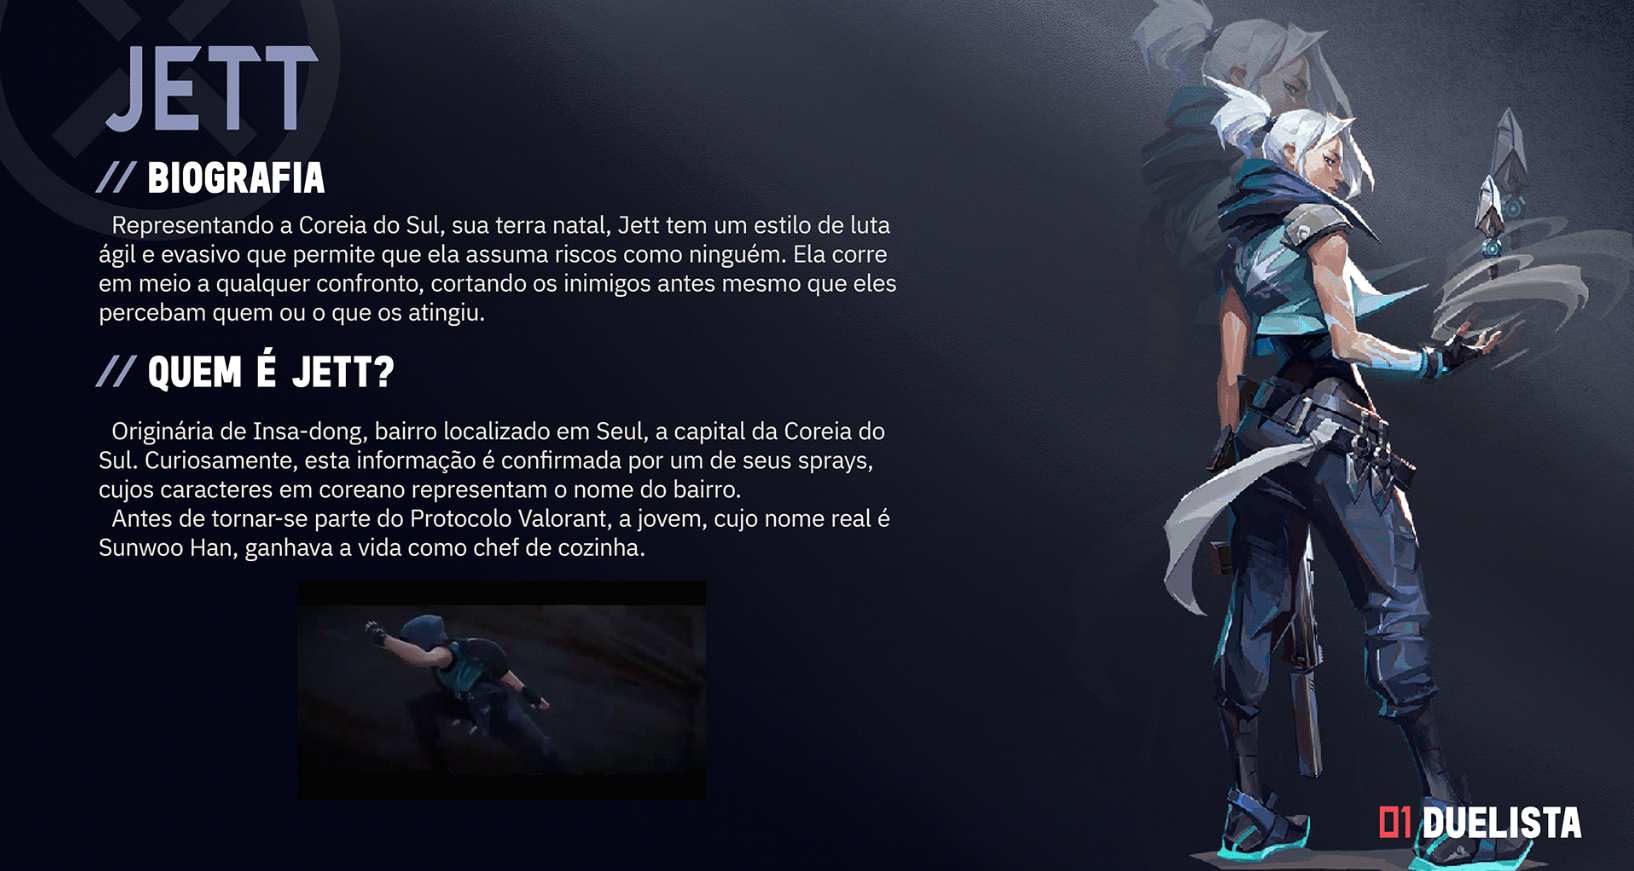 JETT
// BIOGRAFIA
Representando a Coreia do Sul, sua terra natal, Jett tem um estilo de luta
ágil e evasivo que permite que ela assuma riscos como ninguém. Ela corre
em meio a qualquer confronto, cortando os inimigos antes mesmo que eles
percebam quem ou o que os atingiu.
// QUEM É JETT?
Originária de Insa-dong, bairro localizado em Seul, a capital da Coreia do
Sul. Curiosamente, esta informação é confirmada por um de seus sprays,
cujos caracteres em coreano representam o nome do bairro.
Antes de tornar-se parte do Protocolo Valorant, a jovem, cujo nome real é
Sunwoo Han, ganhava a vida como chef de cozinha.
01 DUELISTA